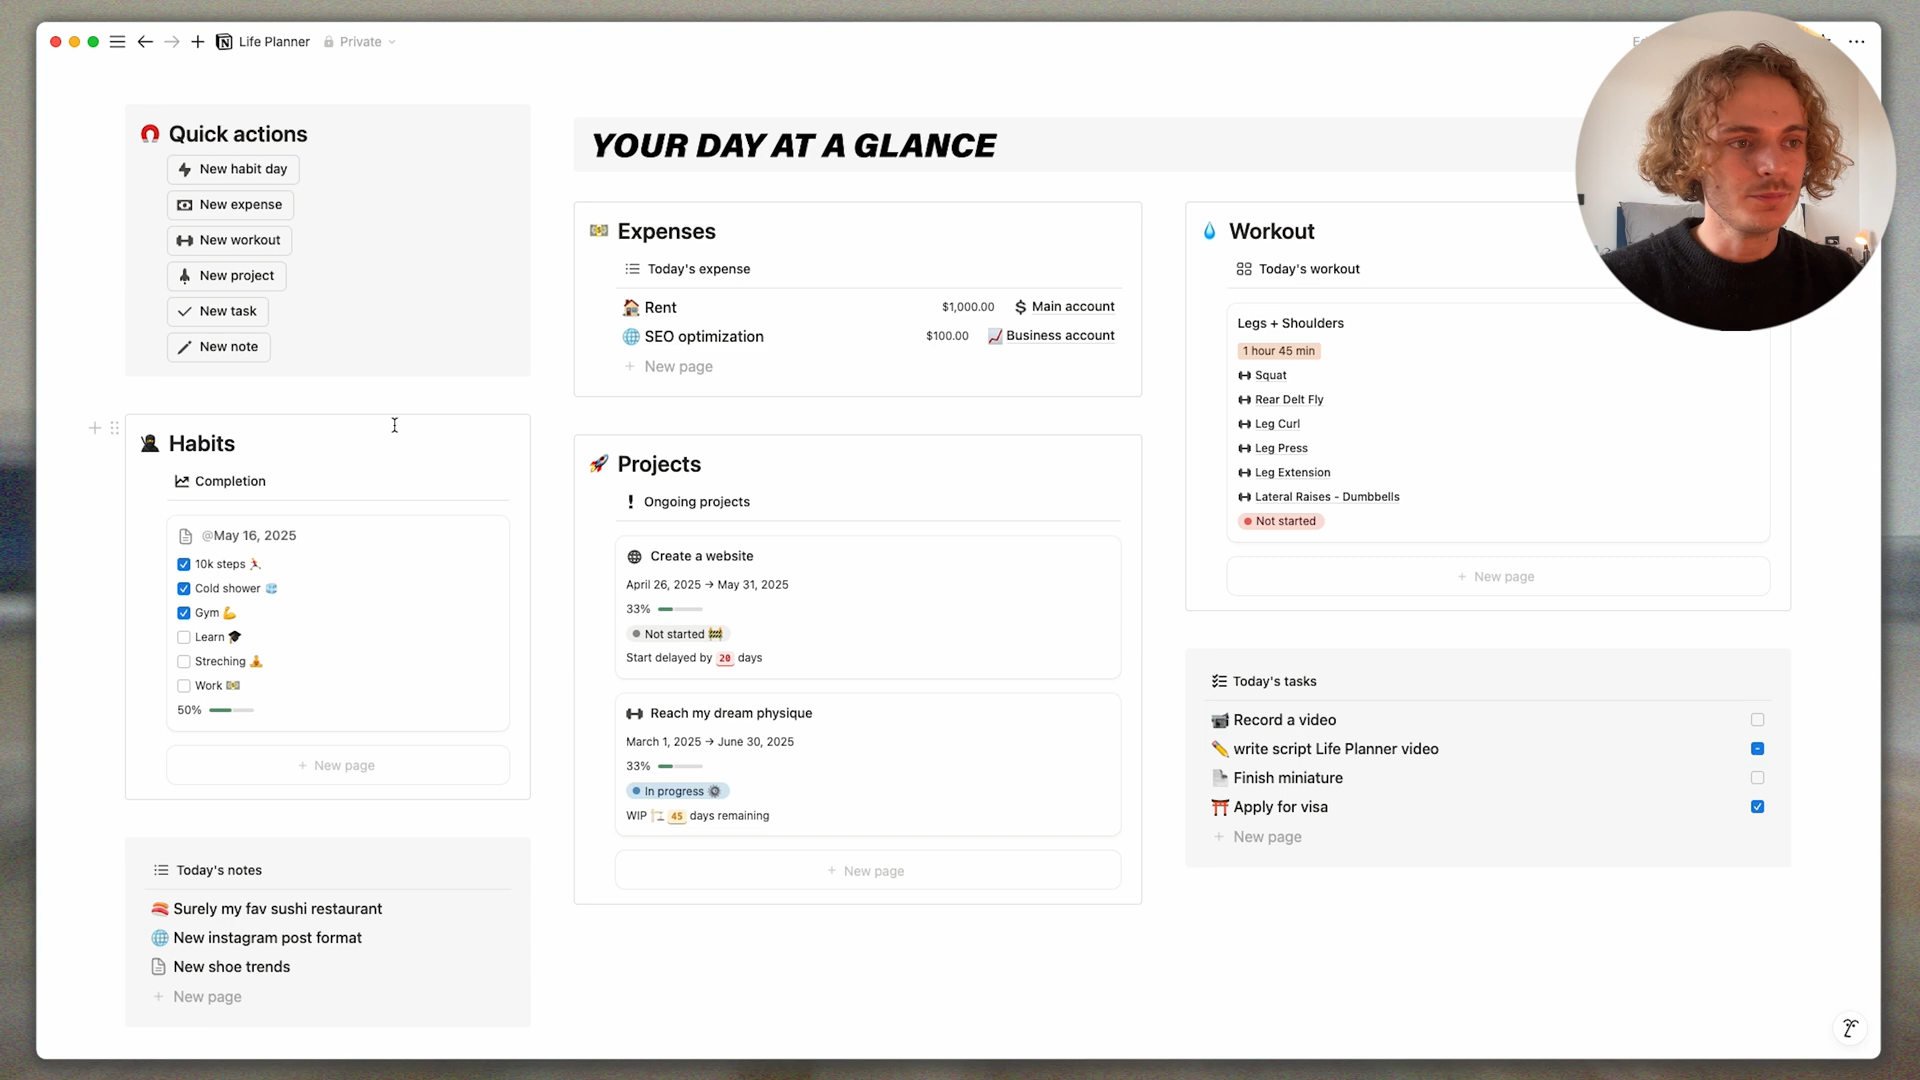 Life Planner
Private
Quick actions
New habit day
New expense
New workout
New project
New task
New note
Habits
Completion
@May 16, 2025
10k steps 🏃
Cold shower 🧊
Gym 💪
Learn 🎓
Streching 🧘
Work 💵
50%
+ New page
Today's notes
Surely my fav sushi restaurant
New instagram post format
New shoe trends
+ New page
YOUR DAY AT A GLANCE
Expenses
Today's expense
Rent $1,000.00 Main account
SEO optimization $100.00 Business account
+ New page
Projects
Ongoing projects
Create a website
April 26, 2025 → May 31, 2025
33%
Not started 🚧
Start delayed by 20 days
Reach my dream physique
March 1, 2025 → June 30, 2025
33%
In progress ⚙️
WIP 🏗️ 45 days remaining
+ New page
Workout
Today's workout
Legs + Shoulders
1 hour 45 min
Squat
Rear Delt Fly
Leg Curl
Leg Press
Leg Extension
Lateral Raises - Dumbbells
Not started
+ New page
Today's tasks
Record a video
write script Life Planner video
Finish miniature
Apply for visa
+ New page